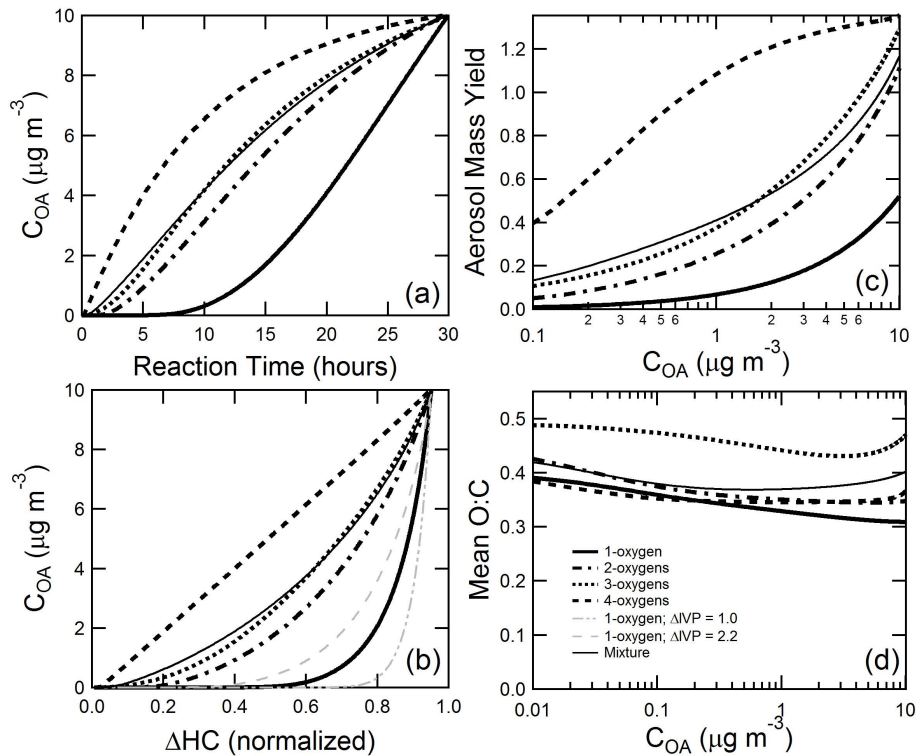 10
8
6
4
2
0
C_OA (μg m⁻³)
0
5
10
15
20
25
30
Reaction Time (hours)
(a)
1.2
1.0
0.8
0.6
0.4
0.2
0.0
Aerosol Mass Yield
0.1
2
3
4
5
6
1
2
3
4
5
6
10
C_OA (μg m⁻³)
(c)
10
8
6
4
2
0
C_OA (μg m⁻³)
0.0
0.2
0.4
0.6
0.8
1.0
ΔHC (normalized)
(b)
0.5
0.4
0.3
0.2
0.1
0.0
Mean O:C
1-oxygen
2-oxygens
3-oxygens
4-oxygens
1-oxygen; ΔIVP = 1.0
1-oxygen; ΔIVP = 2.2
Mixture
(d)
0.01
0.1
1
10
C_OA (μg m⁻³)